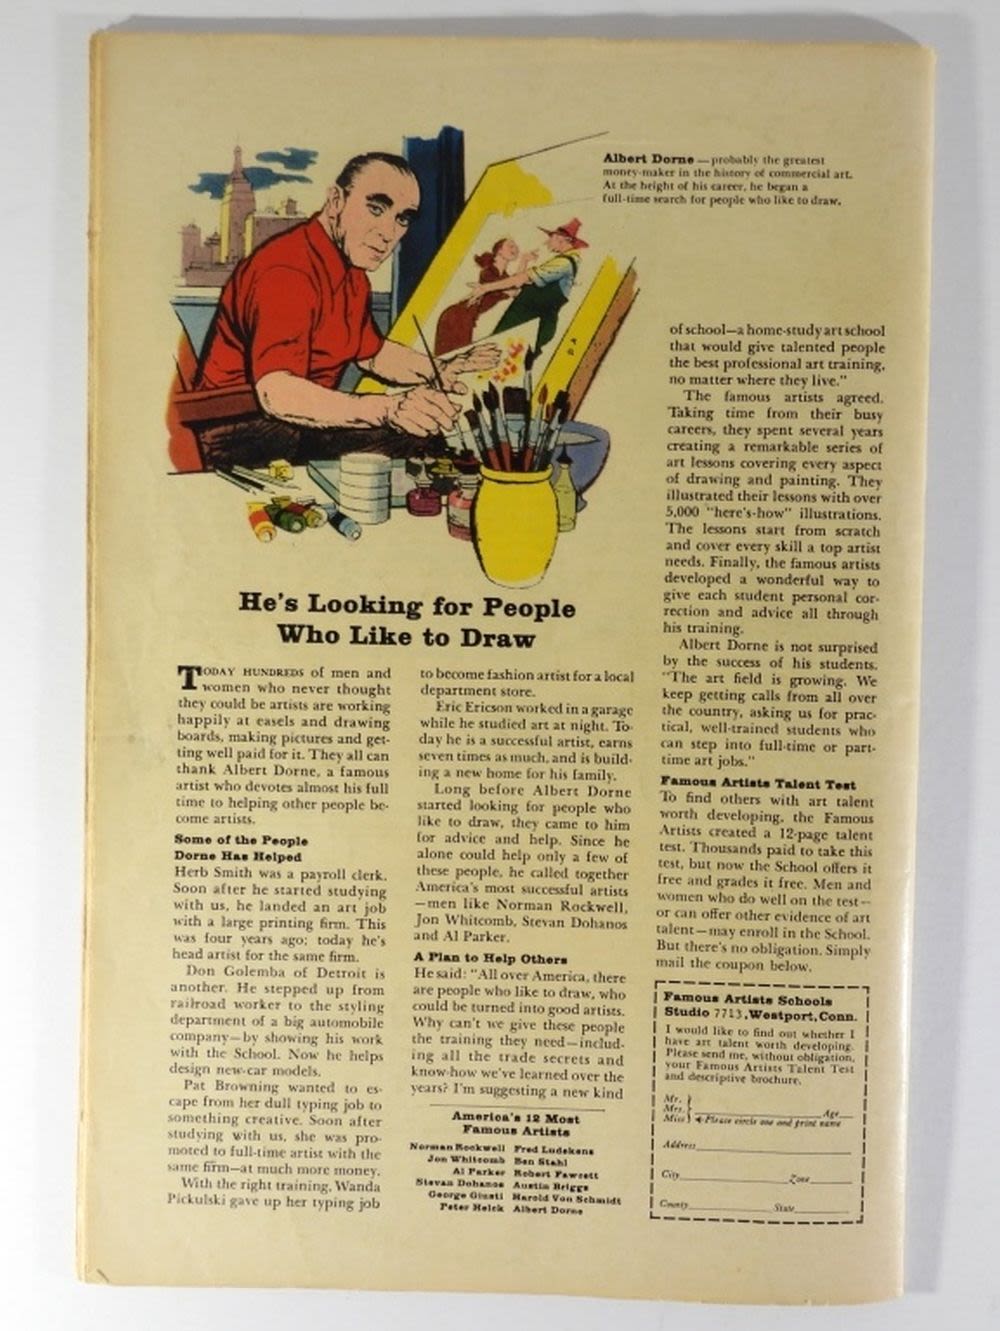 Albert Dorne — probably the greatest
money-maker in the history of commercial art.
At the height of his career, he began a
full-time search for people who like to draw.
He's Looking for People
Who Like to Draw
TODAY HUNDREDS of men and
women who never thought
they could be artists are working
happily at easels and drawing
boards, making pictures and get-
ting well paid for it. They all can
thank Albert Dorne, a famous
artist who devotes almost his full
time to helping other people be-
come artists.
Some of the People
Dorne Has Helped
Herb Smith was a payroll clerk.
Soon after he started studying
with us, he landed an art job
with a large printing firm. This
was four years ago; today he's
head artist for the same firm.
Don Golemba of Detroit is
another. He stepped up from
railroad worker to the styling
department of a big automobile
company—by showing his work
with the School. Now he helps
design new-car models.
Pat Browning wanted to es-
cape from her dull typing job to
something creative. Soon after
studying with us, she was pro-
moted to full-time artist with the
same firm—at much more money.
With the right training, Wanda
Pickulski gave up her typing job
to become fashion artist for a local
department store.
Eric Ericson worked in a garage
while he studied art at night. To-
day he is a successful artist, earns
seven times as much, and is build-
ing a new home for his family.
Long before Albert Dorne
started looking for people who
like to draw, they came to him
for advice and help. Since he
alone could help only a few of
these people, he called together
America's most successful artists
—men like Norman Rockwell,
Jon Whitcomb, Stevan Dohanos
and Al Parker.
A Plan to Help Others
He said: "All over America, there
are people who like to draw, who
could be turned into good artists.
Why can't we give these people
the training they need—includ-
ing all the trade secrets and
know-how we've learned over the
years? I'm suggesting a new kind
America's 12 Most
Famous Artists
Norman Rockwell Fred Ludekens
Jon Whitcomb Ben Stahl
Al Parker Robert Fawcett
Stevan Dohanos Austin Briggs
George Giusti Harold Von Schmidt
Peter Helck Albert Dorne
of school—a home-study art school
that would give talented people
the best professional art training,
no matter where they live."
The famous artists agreed.
Taking time from their busy
careers, they spent several years
creating a remarkable series of
art lessons covering every aspect
of drawing and painting. They
illustrated their lessons with over
5,000 "here's-how" illustrations.
The lessons start from scratch
and cover every skill a top artist
needs. Finally, the famous artists
developed a wonderful way to
give each student personal cor-
rection and advice all through
his training.
Albert Dorne is not surprised
by the success of his students.
"The art field is growing. We
keep getting calls from all over
the country, asking us for prac-
tical, well-trained students who
can step into full-time or part-
time art jobs."
Famous Artists Talent Test
To find others with art talent
worth developing, the Famous
Artists created a 12-page talent
test. Thousands paid to take this
test, but now the School offers it
free and grades it free. Men and
women who do well on the test—
or can offer other evidence of art
talent—may enroll in the School.
But there's no obligation. Simply
mail the coupon below.
Famous Artists Schools
Studio 7713, Westport, Conn.
I would like to find out whether I
have art talent worth developing.
Please send me, without obligation,
your Famous Artists Talent Test
and descriptive brochure.
Mr.
Mrs. Age
Miss Please circle one and print name
Address
City Zone
County State